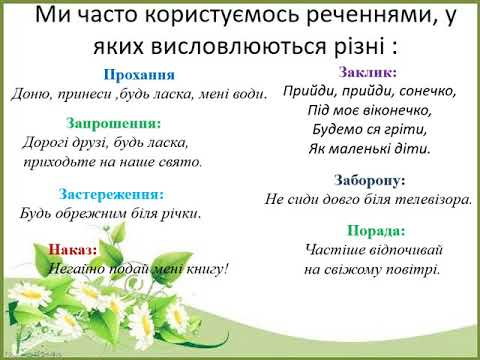 Ми часто користуємось реченнями, у
яких висловлюються різні :
Прохання
Доню, принеси ,будь ласка, мені води.
Запрошення:
Дорогі друзі, будь ласка,
приходьте на наше свято.
Застереження:
Будь обрежним біля річки.
Наказ:
Негайно подай мені книгу!
Заклик:
Прийди, прийди, сонечко,
Під моє віконечко,
Будемо ся гріти,
Як маленькі діти.
Заборону:
Не сиди довго біля телевізора.
Порада:
Частіше відпочивай
на свіжому повітрі.